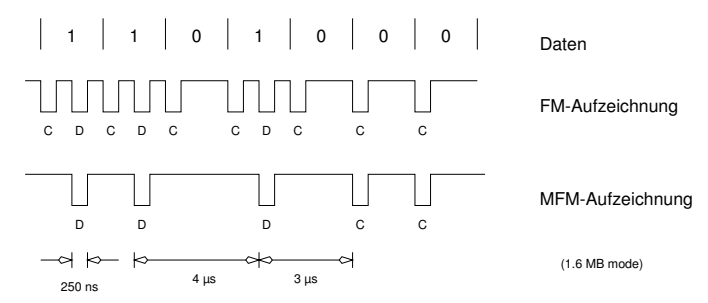 1 1 0 1 0 0 0 Daten
FM-Aufzeichnung
C D C D C C D C C C
MFM-Aufzeichnung
D D D C C
250 ns 4 µs 3 µs (1.6 MB mode)